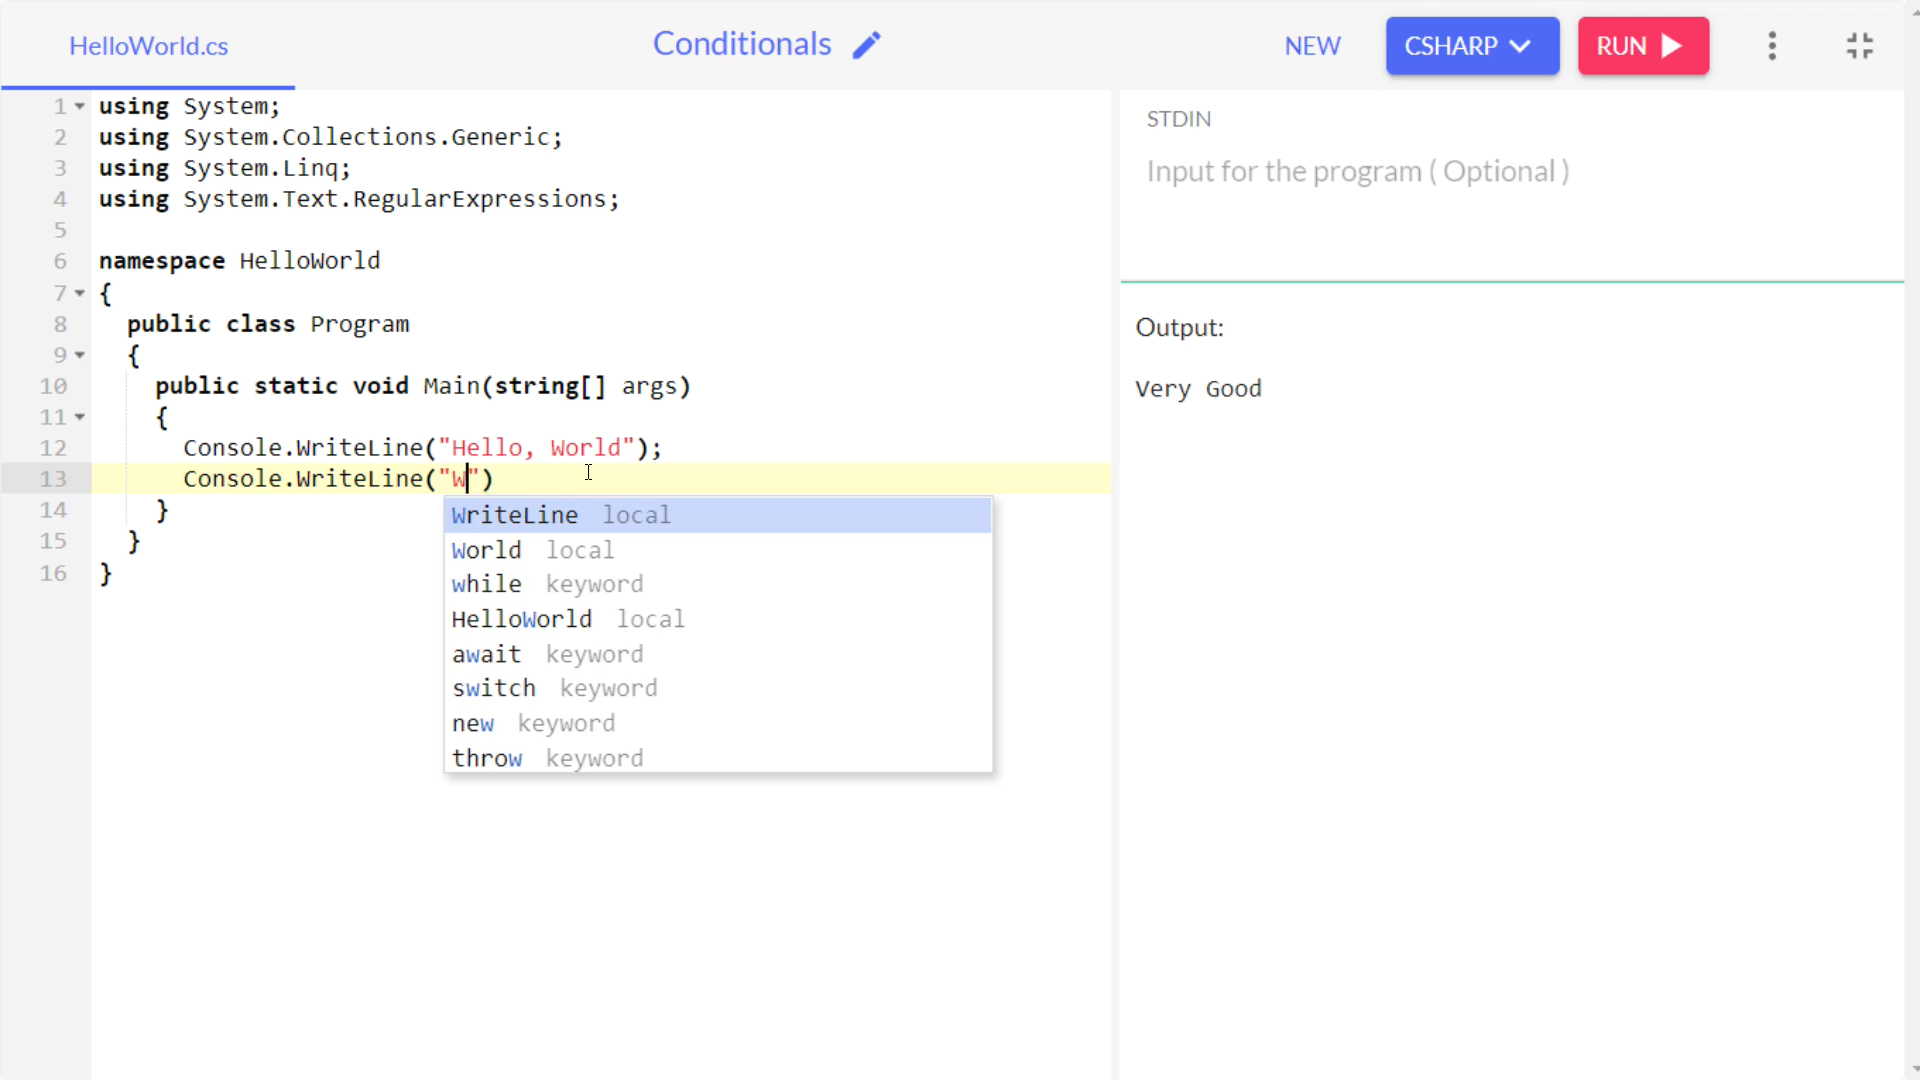 HelloWorld.cs
Conditionals
NEW
CSHARP
RUN
1 using System;
2 using System.Collections.Generic;
3 using System.Linq;
4 using System.Text.RegularExpressions;
5
6 namespace HelloWorld
7 {
8 public class Program
9 {
10 public static void Main(string[] args)
11 {
12 Console.WriteLine("Hello, World");
13 Console.WriteLine("W")
14 }
15 }
16 }
WriteLine local
World local
while keyword
HelloWorld local
await keyword
switch keyword
new keyword
throw keyword
STDIN
Input for the program ( Optional )
Output:
Very Good